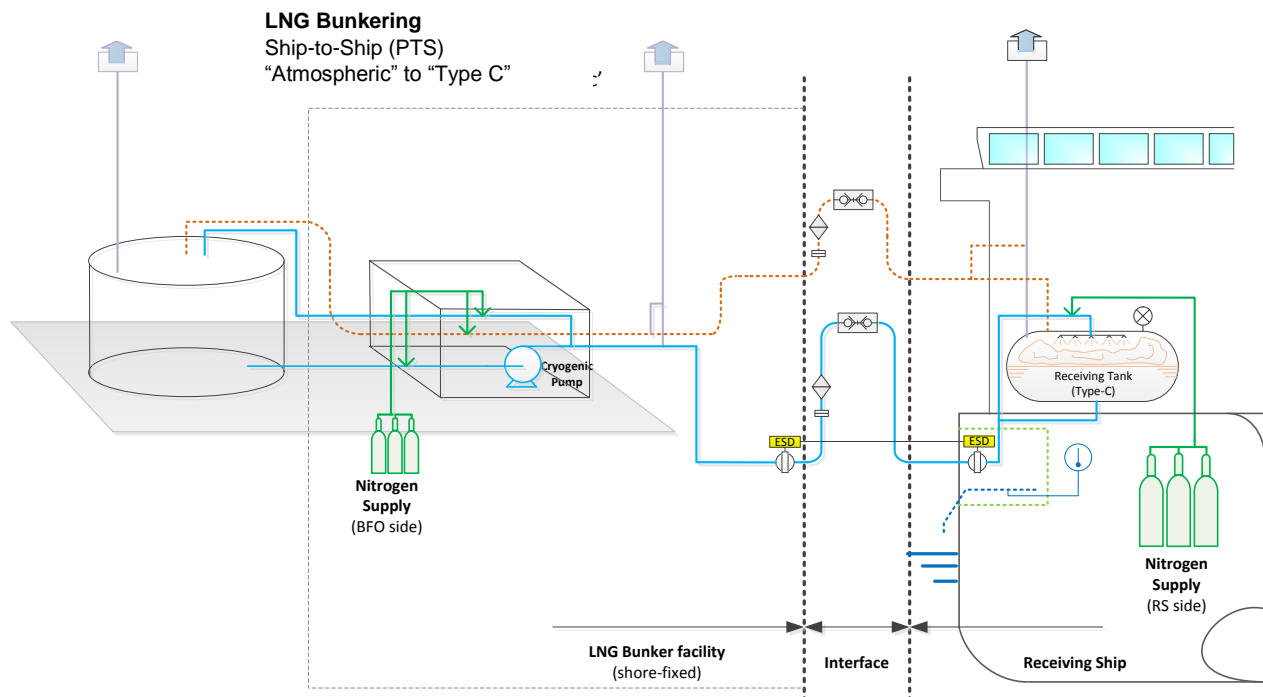 LNG Bunkering
Ship-to-Ship (PTS)
“Atmospheric” to “Type C”
Cryogenic
Pump
Receiving Tank
(Type-C)
ESD
ESD
Nitrogen
Supply
(BFO side)
Nitrogen
Supply
(RS side)
LNG Bunker facility
(shore-fixed)
Interface
Receiving Ship